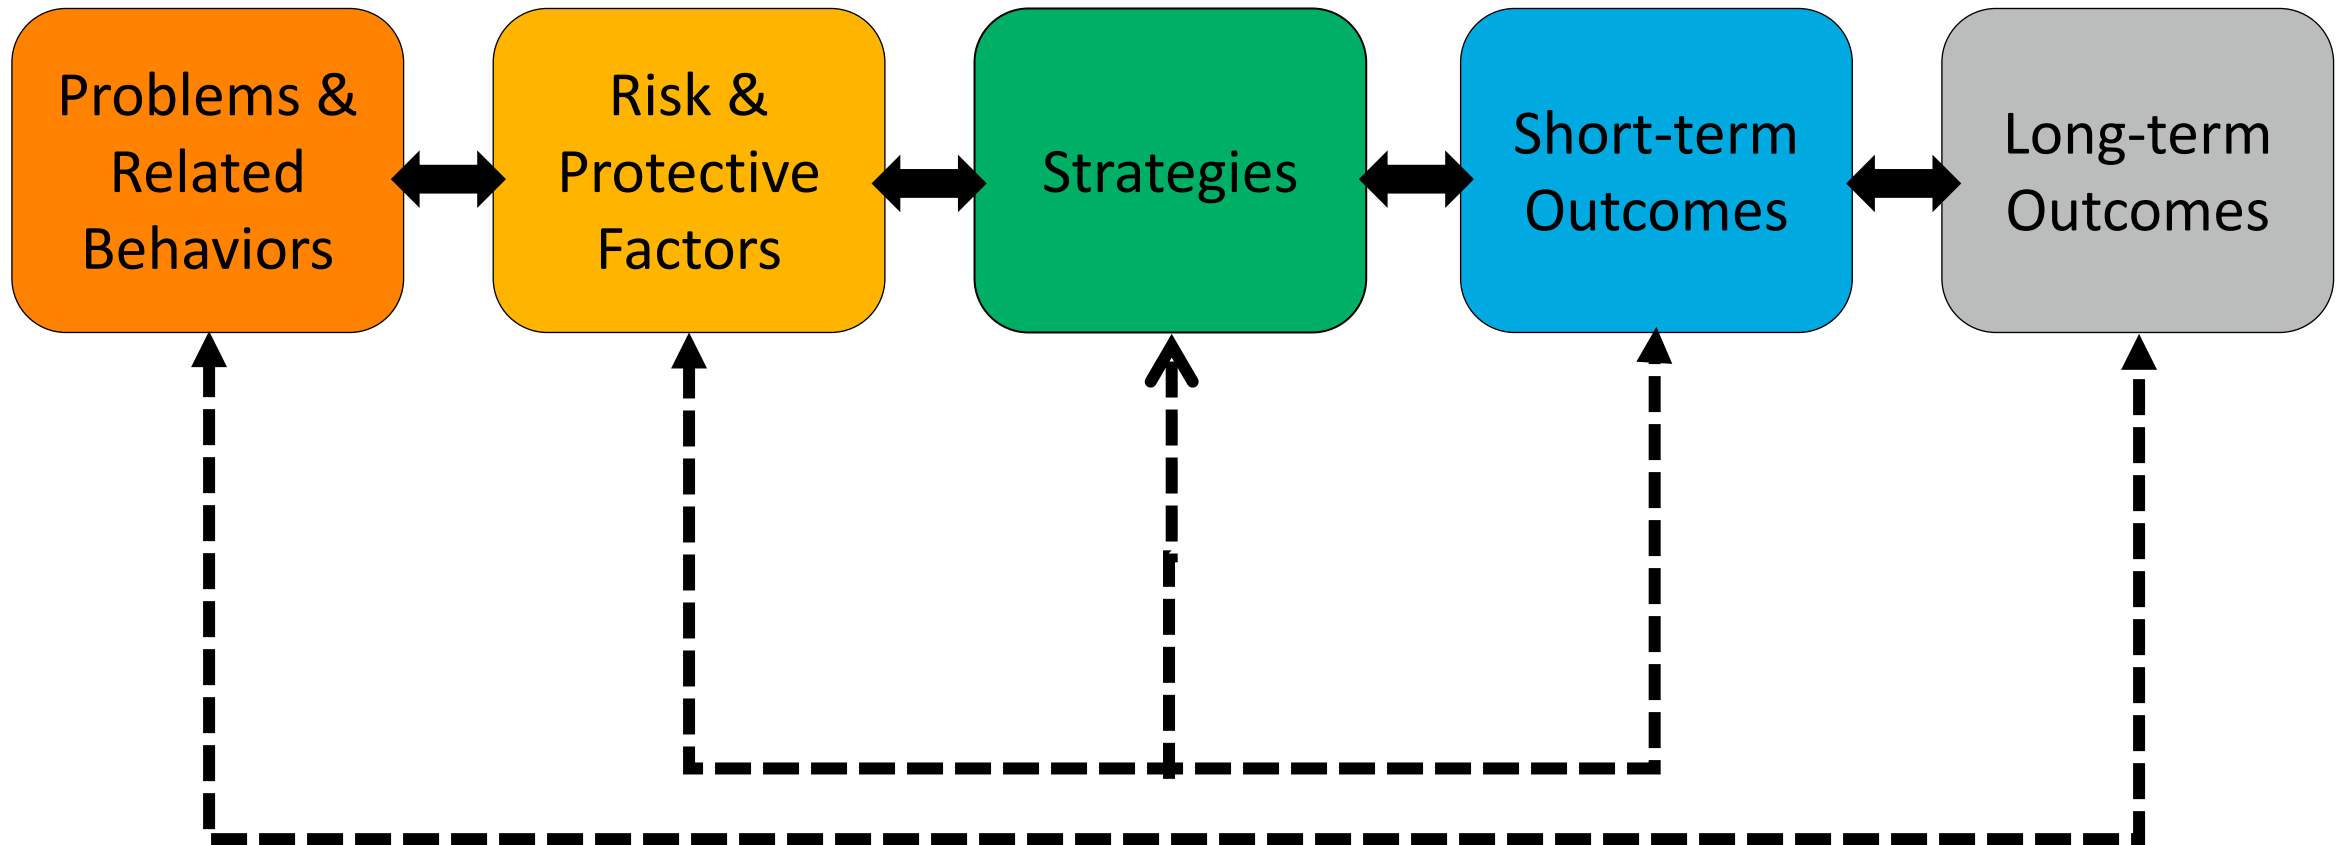 Problems &
Related
Behaviors
Risk &
Protective
Factors
Strategies
Short-term
Outcomes
Long-term
Outcomes